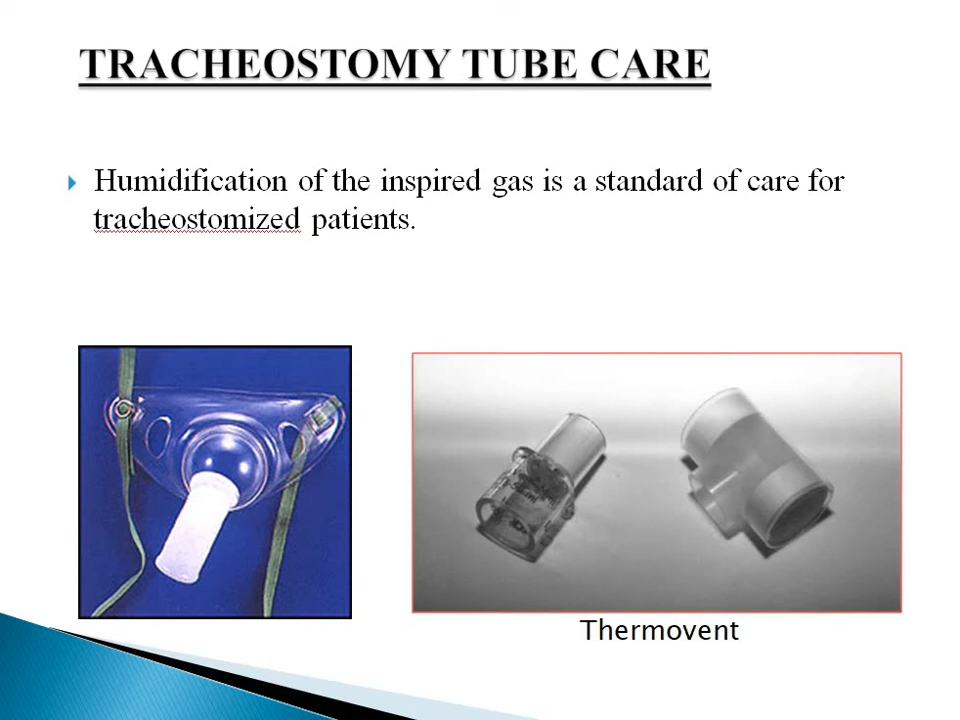 TRACHEOSTOMY TUBE CARE
Humidification of the inspired gas is a standard of care for
tracheostomized patients.
Thermovent